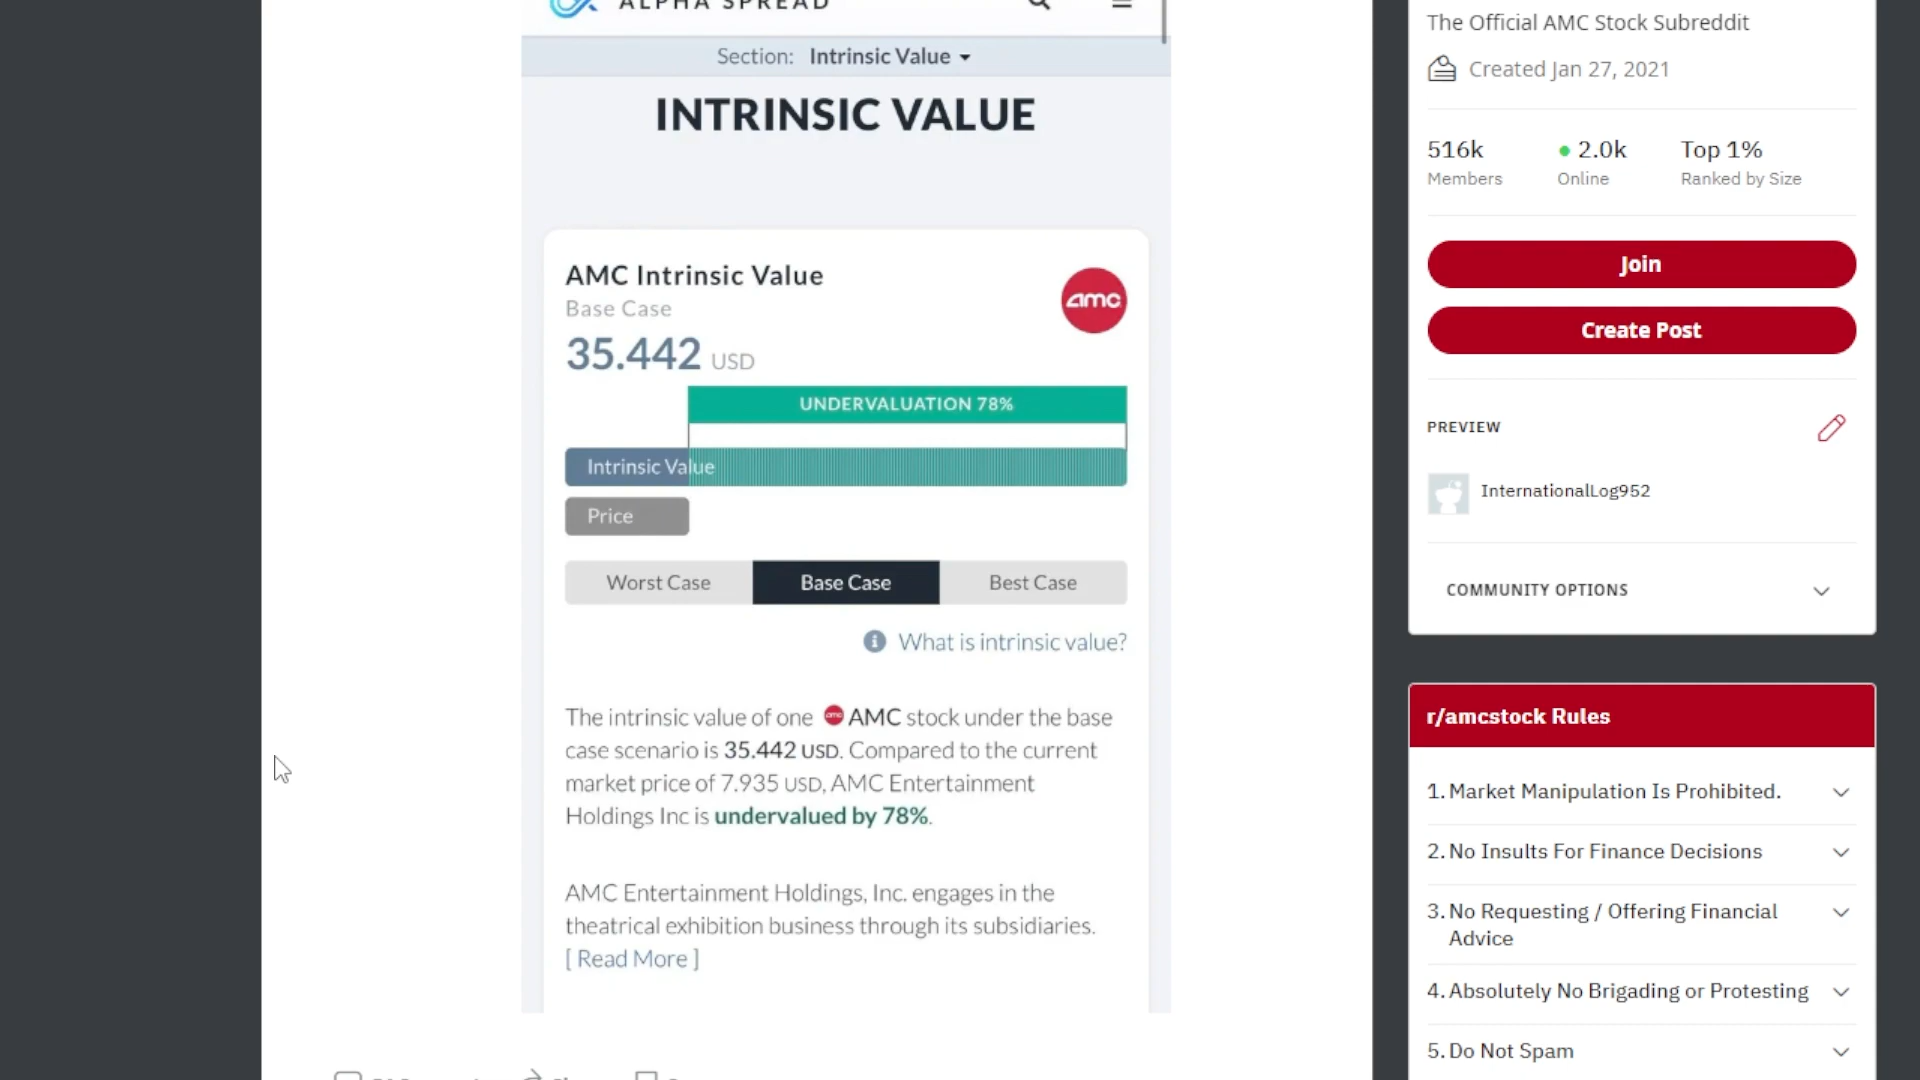 ALPHA SPREAD
Section: Intrinsic Value
INTRINSIC VALUE
AMC Intrinsic Value
Base Case
amc
35.442 USD
UNDERVALUATION 78%
Intrinsic Value
Price
Worst Case
Base Case
Best Case
What is intrinsic value?
The intrinsic value of one amc AMC stock under the base
case scenario is 35.442 USD. Compared to the current
market price of 7.935 USD, AMC Entertainment
Holdings Inc is undervalued by 78%.
AMC Entertainment Holdings, Inc. engages in the
theatrical exhibition business through its subsidiaries.
[ Read More ]
The Official AMC Stock Subreddit
Created Jan 27, 2021
516k 2.0k Top 1%
Members Online Ranked by Size
Join
Create Post
PREVIEW
InternationalLog952
COMMUNITY OPTIONS
r/amcstock Rules
1. Market Manipulation Is Prohibited.
2. No Insults For Finance Decisions
3. No Requesting / Offering Financial
Advice
4. Absolutely No Brigading or Protesting
5. Do Not Spam